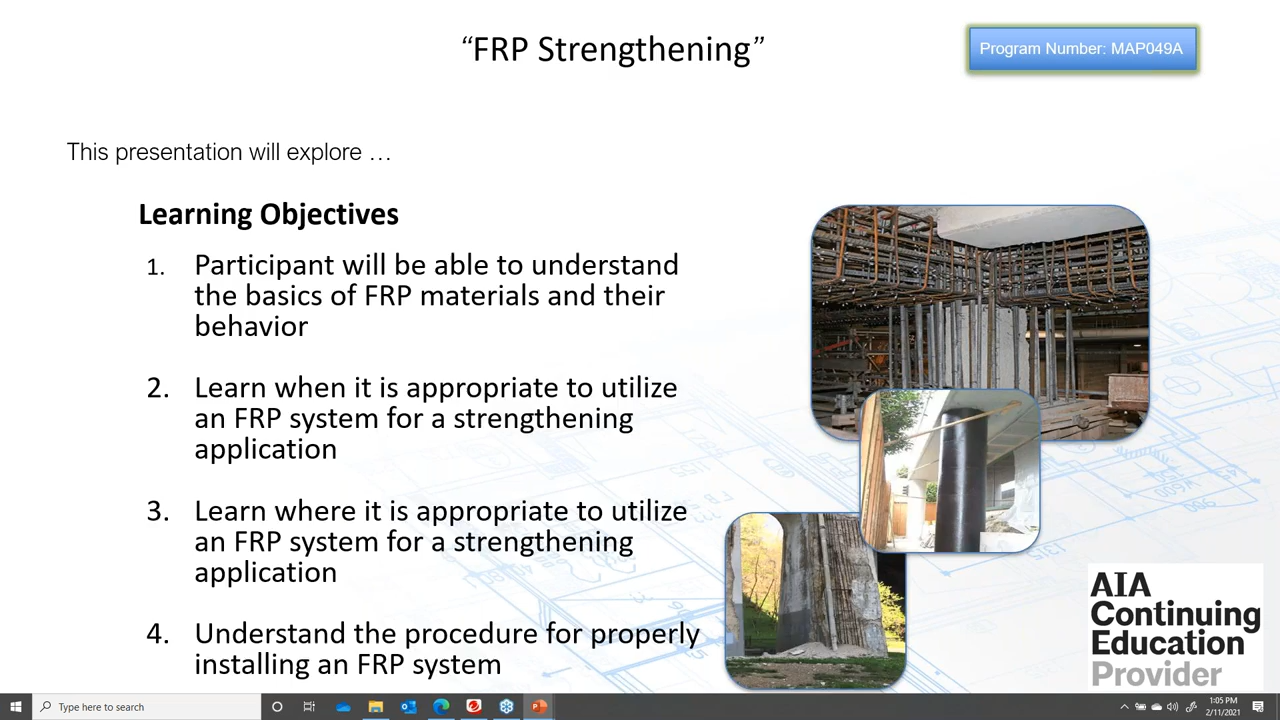 “FRP Strengthening”
Program Number: MAP049A
This presentation will explore …
Learning Objectives
1. Participant will be able to understand
the basics of FRP materials and their
behavior
2. Learn when it is appropriate to utilize
an FRP system for a strengthening
application
3. Learn where it is appropriate to utilize
an FRP system for a strengthening
application
4. Understand the procedure for properly
installing an FRP system
AIA
Continuing
Education
Provider
Type here to search
1:05 PM
2/11/2021